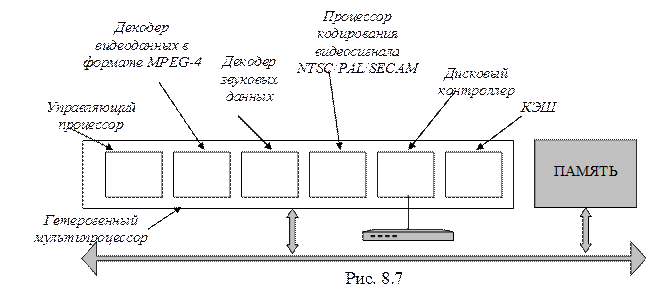 Декодер
видеоданных в
формате MPEG-4
Декодер
звуковых
данных
Процессор
кодирования
видеосигнала
NTSC/PAL/SECAM
Дисковый
контроллер
КЭШ
Управляющий
процессор
ПАМЯТЬ
Гетерогенный
мультипроцессор
Рис. 8.7